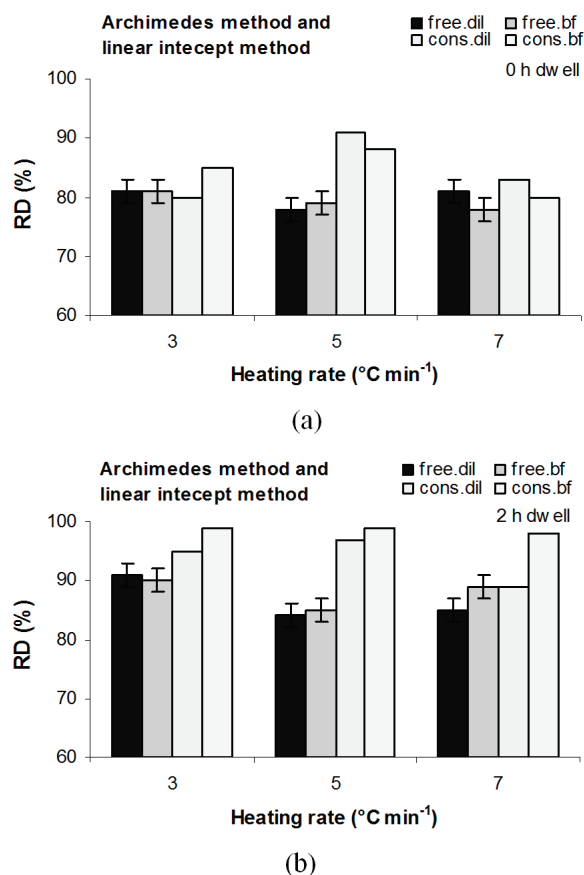 Archimedes method and
linear intecept method
free.dil free.bf
cons.dil cons.bf
0 h dwell
100
90
80
70
60
RD (%)
3 5 7
Heating rate (°C min⁻¹)
(a)
Archimedes method and
linear intecept method
free.dil free.bf
cons.dil cons.bf
2 h dwell
100
90
80
70
60
RD (%)
3 5 7
Heating rate (°C min⁻¹)
(b)